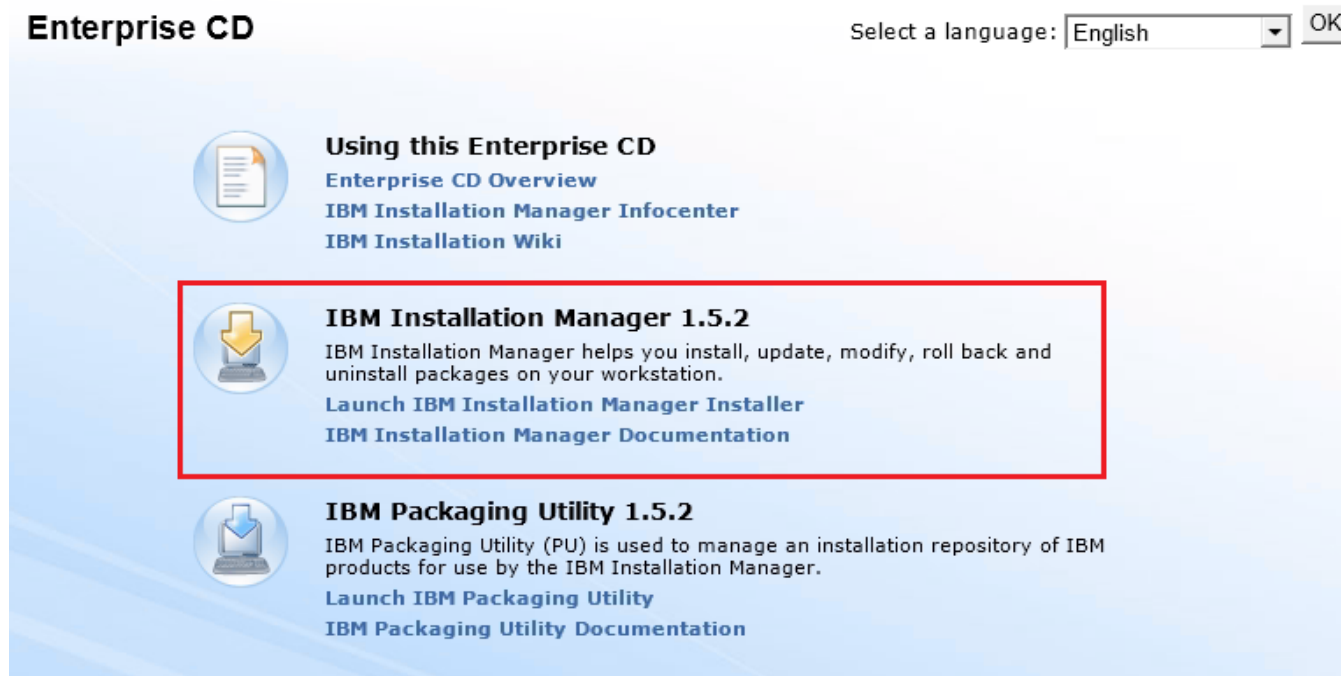 Enterprise CD
Select a language: English OK
Using this Enterprise CD
Enterprise CD Overview
IBM Installation Manager Infocenter
IBM Installation Wiki
IBM Installation Manager 1.5.2
IBM Installation Manager helps you install, update, modify, roll back and
uninstall packages on your workstation.
Launch IBM Installation Manager Installer
IBM Installation Manager Documentation
IBM Packaging Utility 1.5.2
IBM Packaging Utility (PU) is used to manage an installation repository of IBM
products for use by the IBM Installation Manager.
Launch IBM Packaging Utility
IBM Packaging Utility Documentation